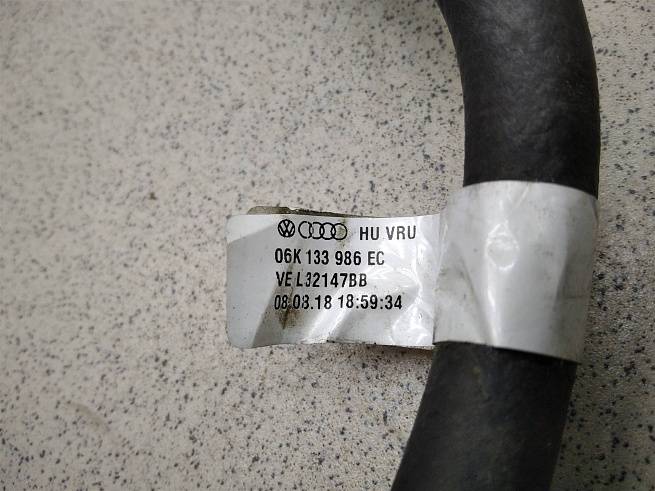 HU VRU
06K 133 986 EC
VE L32147BB
08.08.18 18:59:34